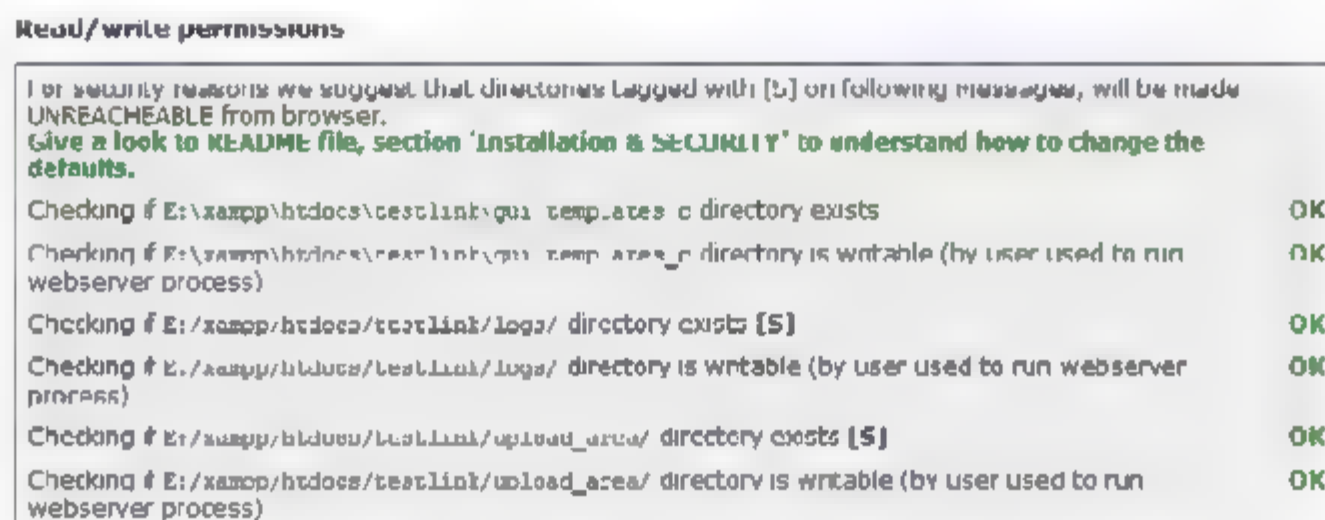 Read/write permissions
For security reasons we suggest that directories tagged with [S] on following messages, will be made
UNREACHEABLE from browser.
Give a look to README file, section 'Installation & SECURITY' to understand how to change the
defaults.
Checking if E:\xampp\htdocs\testlink\gui templates_c directory exists OK
Checking if E:\xampp\htdocs\testlink\gui templates_c directory is writable (by user used to run OK
webserver process)
Checking if E:/xampp/htdocs/testlink/logs/ directory exists [S] OK
Checking if E:/xampp/htdocs/testlink/logs/ directory is writable (by user used to run webserver OK
process)
Checking if E:/xampp/htdocs/testlink/upload_area/ directory exists [S] OK
Checking if E:/xampp/htdocs/testlink/upload_area/ directory is writable (by user used to run OK
webserver process)